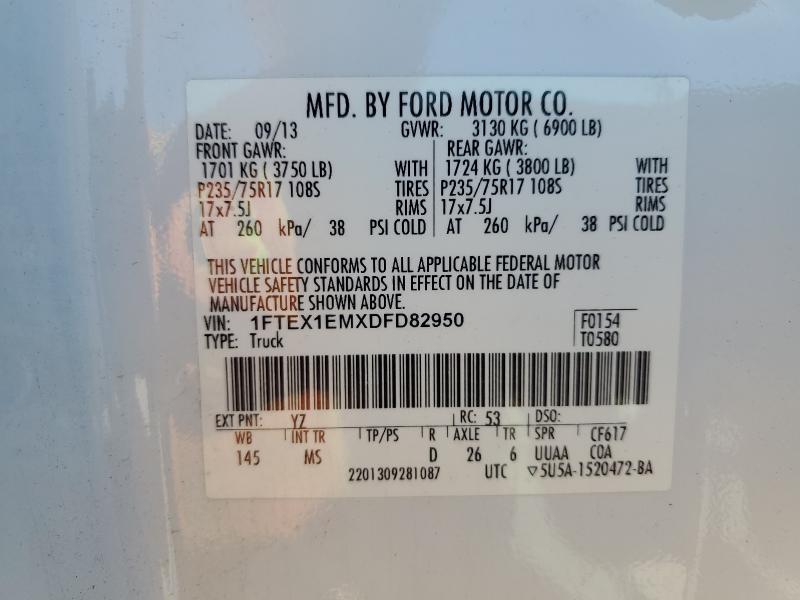 MFD. BY FORD MOTOR CO.
DATE: 09/13 GVWR: 3130 KG ( 6900 LB)
FRONT GAWR: REAR GAWR:
1701 KG ( 3750 LB) WITH 1724 KG ( 3800 LB) WITH
P235/75R17 108S TIRES P235/75R17 108S TIRES
17x7.5J RIMS 17x7.5J RIMS
AT 260 kPa/ 38 PSI COLD AT 260 kPa/ 38 PSI COLD
THIS VEHICLE CONFORMS TO ALL APPLICABLE FEDERAL MOTOR
VEHICLE SAFETY STANDARDS IN EFFECT ON THE DATE OF
MANUFACTURE SHOWN ABOVE.
VIN: 1FTEX1EMXDFD82950 F0154
TYPE: Truck T0580
EXT PNT: YZ RC: 53 DSO:
WB INT TR TP/PS R AXLE TR SPR CF617
145 MS D 26 6 UUAA COA
2201309281087 UTC ▽5U5A-1520472-BA